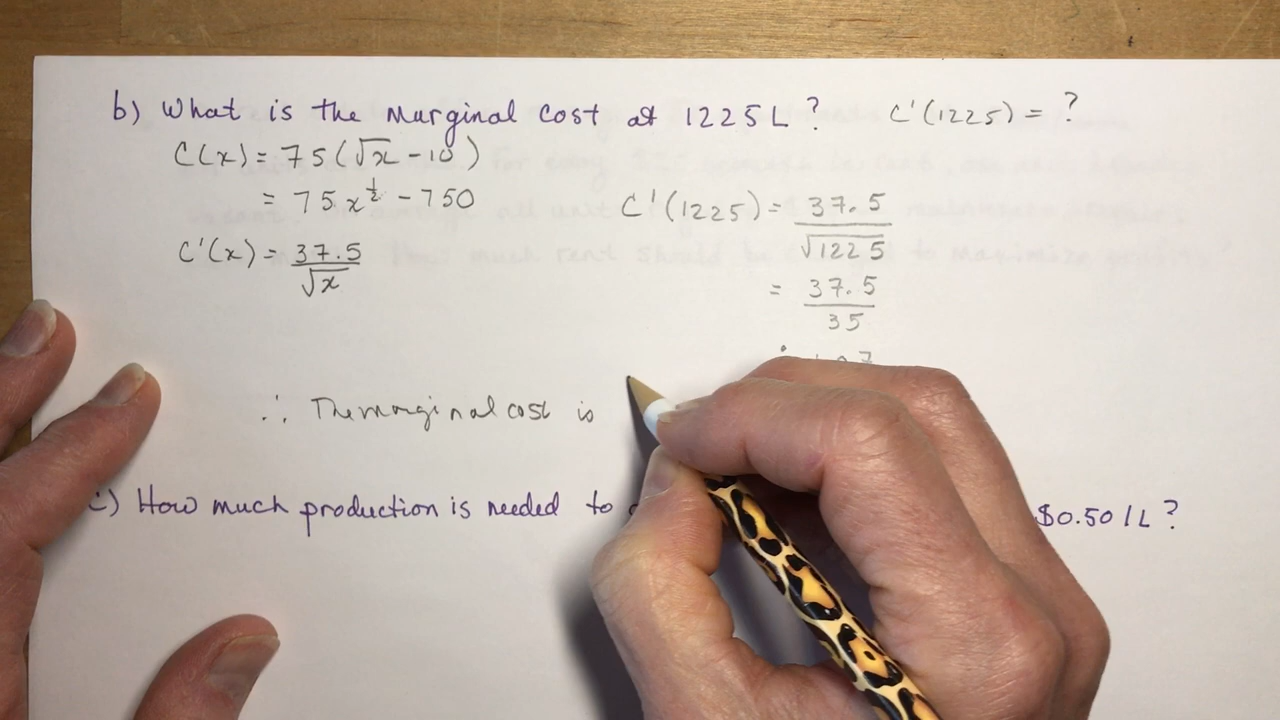 b) What is the Marginal Cost at 1225L? C'(1225) = ?
C(x) = 75(√x - 10)
= 75x^½ - 750
C'(x) = 37.5/√x
C'(1225) = 37.5/√1225
= 37.5/35
∴ The marginal cost is
c) How much production is needed to $0.50/L?